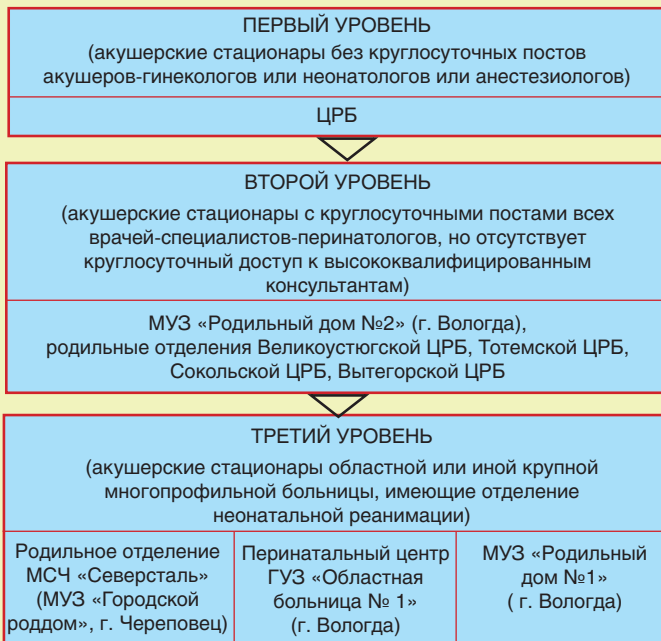 ПЕРВЫЙ УРОВЕНЬ
(акушерские стационары без круглосуточных постов
акушеров-гинекологов или неонатологов или анестезиологов)
ЦРБ
ВТОРОЙ УРОВЕНЬ
(акушерские стационары с круглосуточными постами всех
врачей-специалистов-перинатологов, но отсутствует
круглосуточный доступ к высококвалифицированным
консультантам)
МУЗ «Родильный дом №2» (г. Вологда),
родильные отделения Великоустюгской ЦРБ, Тотемской ЦРБ,
Сокольской ЦРБ, Вытегорской ЦРБ
ТРЕТИЙ УРОВЕНЬ
(акушерские стационары областной или иной крупной
многопрофильной больницы, имеющие отделение
неонатальной реанимации)
Родильное отделение
МСЧ «Северсталь»
(МУЗ «Городской
роддом», г. Череповец)
Перинатальный центр
ГУЗ «Областная
больница № 1»
(г. Вологда)
МУЗ «Родильный
дом №1»
( г. Вологда)